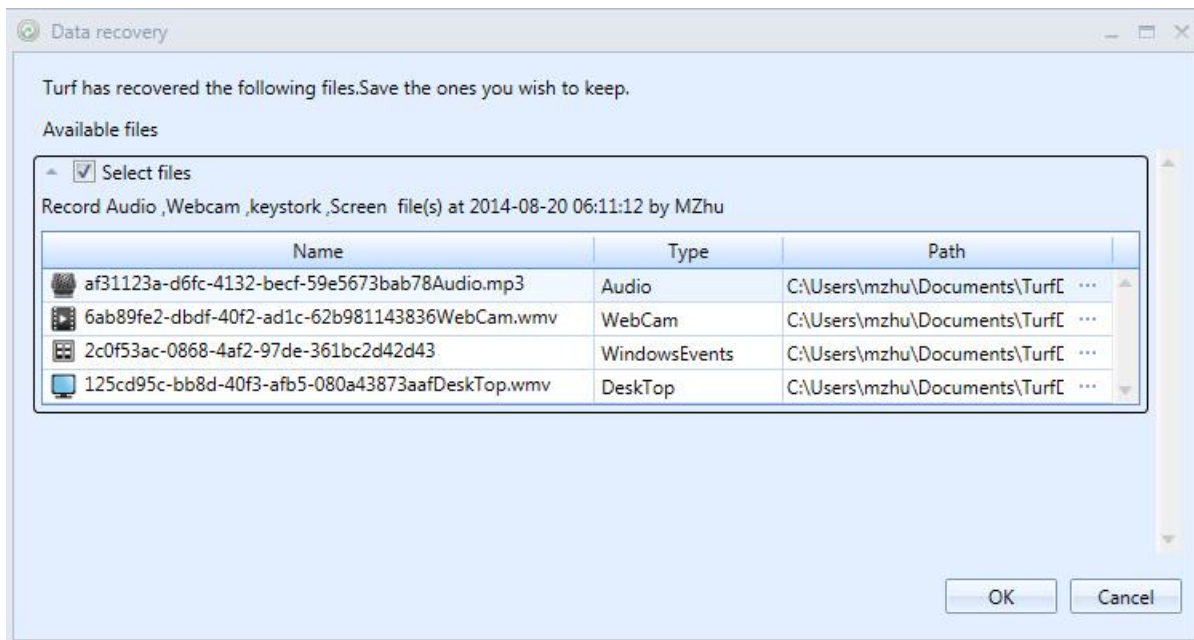 Data recovery
Turf has recovered the following files.Save the ones you wish to keep.
Available files
Select files
Record Audio ,Webcam ,keystork ,Screen file(s) at 2014-08-20 06:11:12 by MZhu
Name Type Path
af31123a-d6fc-4132-becf-59e5673bab78Audio.mp3 Audio C:\Users\mzhu\Documents\TurfD ...
6ab89fe2-dbdf-40f2-ad1c-62b981143836WebCam.wmv WebCam C:\Users\mzhu\Documents\TurfD ...
2c0f53ac-0868-4af2-97de-361bc2d42d43 WindowsEvents C:\Users\mzhu\Documents\TurfD ...
125cd95c-bb8d-40f3-afb5-080a43873aafDeskTop.wmv DeskTop C:\Users\mzhu\Documents\TurfD ...
OK Cancel